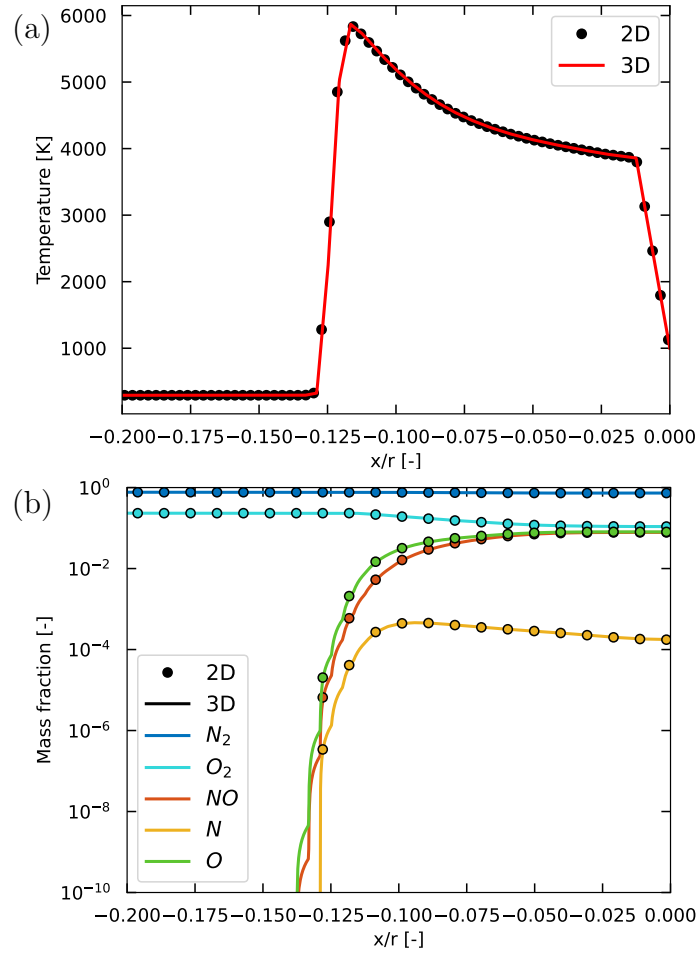 (a)
6000
5000
4000
3000
2000
1000
Temperature [K]
2D
3D
−0.200 −0.175 −0.150 −0.125 −0.100 −0.075 −0.050 −0.025 0.000
x/r [-]
(b)
10⁰
10⁻²
10⁻⁴
10⁻⁶
10⁻⁸
10⁻¹⁰
Mass fraction [-]
2D
3D
N₂
O₂
NO
N
O
−0.200 −0.175 −0.150 −0.125 −0.100 −0.075 −0.050 −0.025 0.000
x/r [-]